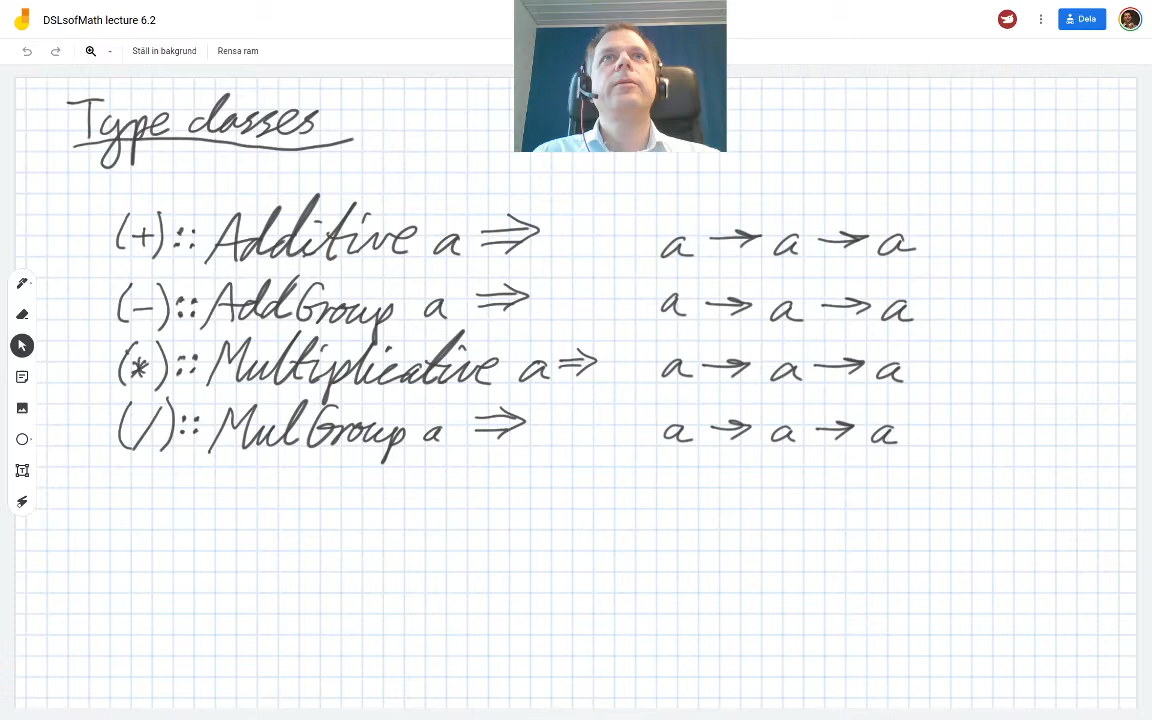 DSLsofMath lecture 6.2
Dela
Ställ in bakgrund Rensa ram
Type classes
(+) :: Additive a ⇒ a → a → a
(-) :: AddGroup a ⇒ a → a → a
(*) :: Multiplicative a ⇒ a → a → a
(/) :: MulGroup a ⇒ a → a → a